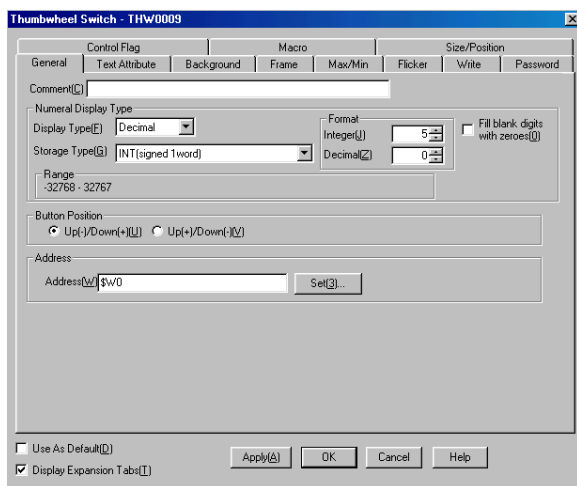 Thumbwheel Switch - THW0009
Control Flag Macro Size/Position
General Text Attribute Background Frame Max/Min Flicker Write Password
Comment(C)
Numeral Display Type
Display Type(F) Decimal
Storage Type(G) INT(signed 1word)
Format
Integer(J) 5
Decimal(Z) 0
Fill blank digits
with zeroes(0)
Range
-32768 - 32767
Button Position
Up(-)/Down(+)(U) Up(+)/Down(-)(V)
Address
Address(W) $W0 Set(3)...
Use As Default(D)
Display Expansion Tabs(T)
Apply(A) OK Cancel Help